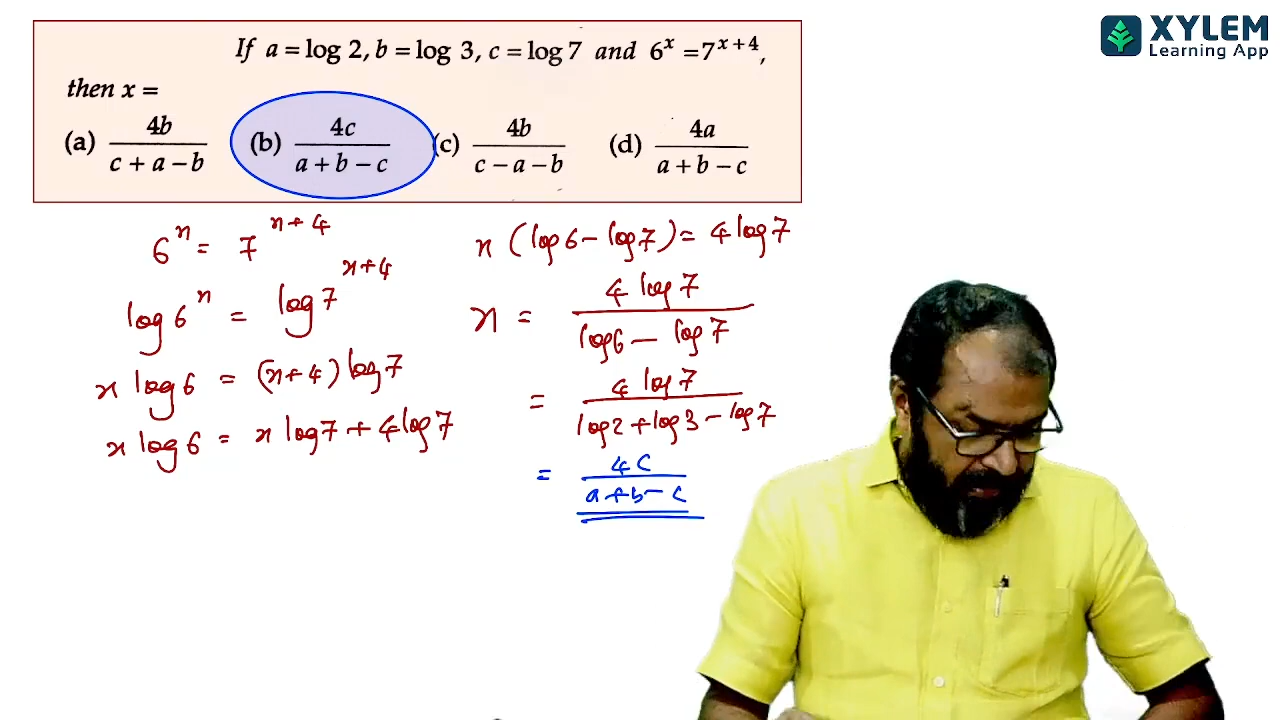 XYLEM
Learning App
If a = log 2, b = log 3, c = log 7 and 6^x = 7^{x+4},
then x =
(a) 4b / (c + a − b) (b) 4c / (a + b − c) (c) 4b / (c − a − b) (d) 4a / (a + b − c)
6^x = 7^{x+4}
log 6^x = log 7^{x+4}
x log 6 = (x+4) log 7
x log 6 = x log 7 + 4 log 7
x (log 6 − log 7) = 4 log 7
x = 4 log 7 / (log 6 − log 7)
= 4 log 7 / (log 2 + log 3 − log 7)
= 4c / (a + b − c)